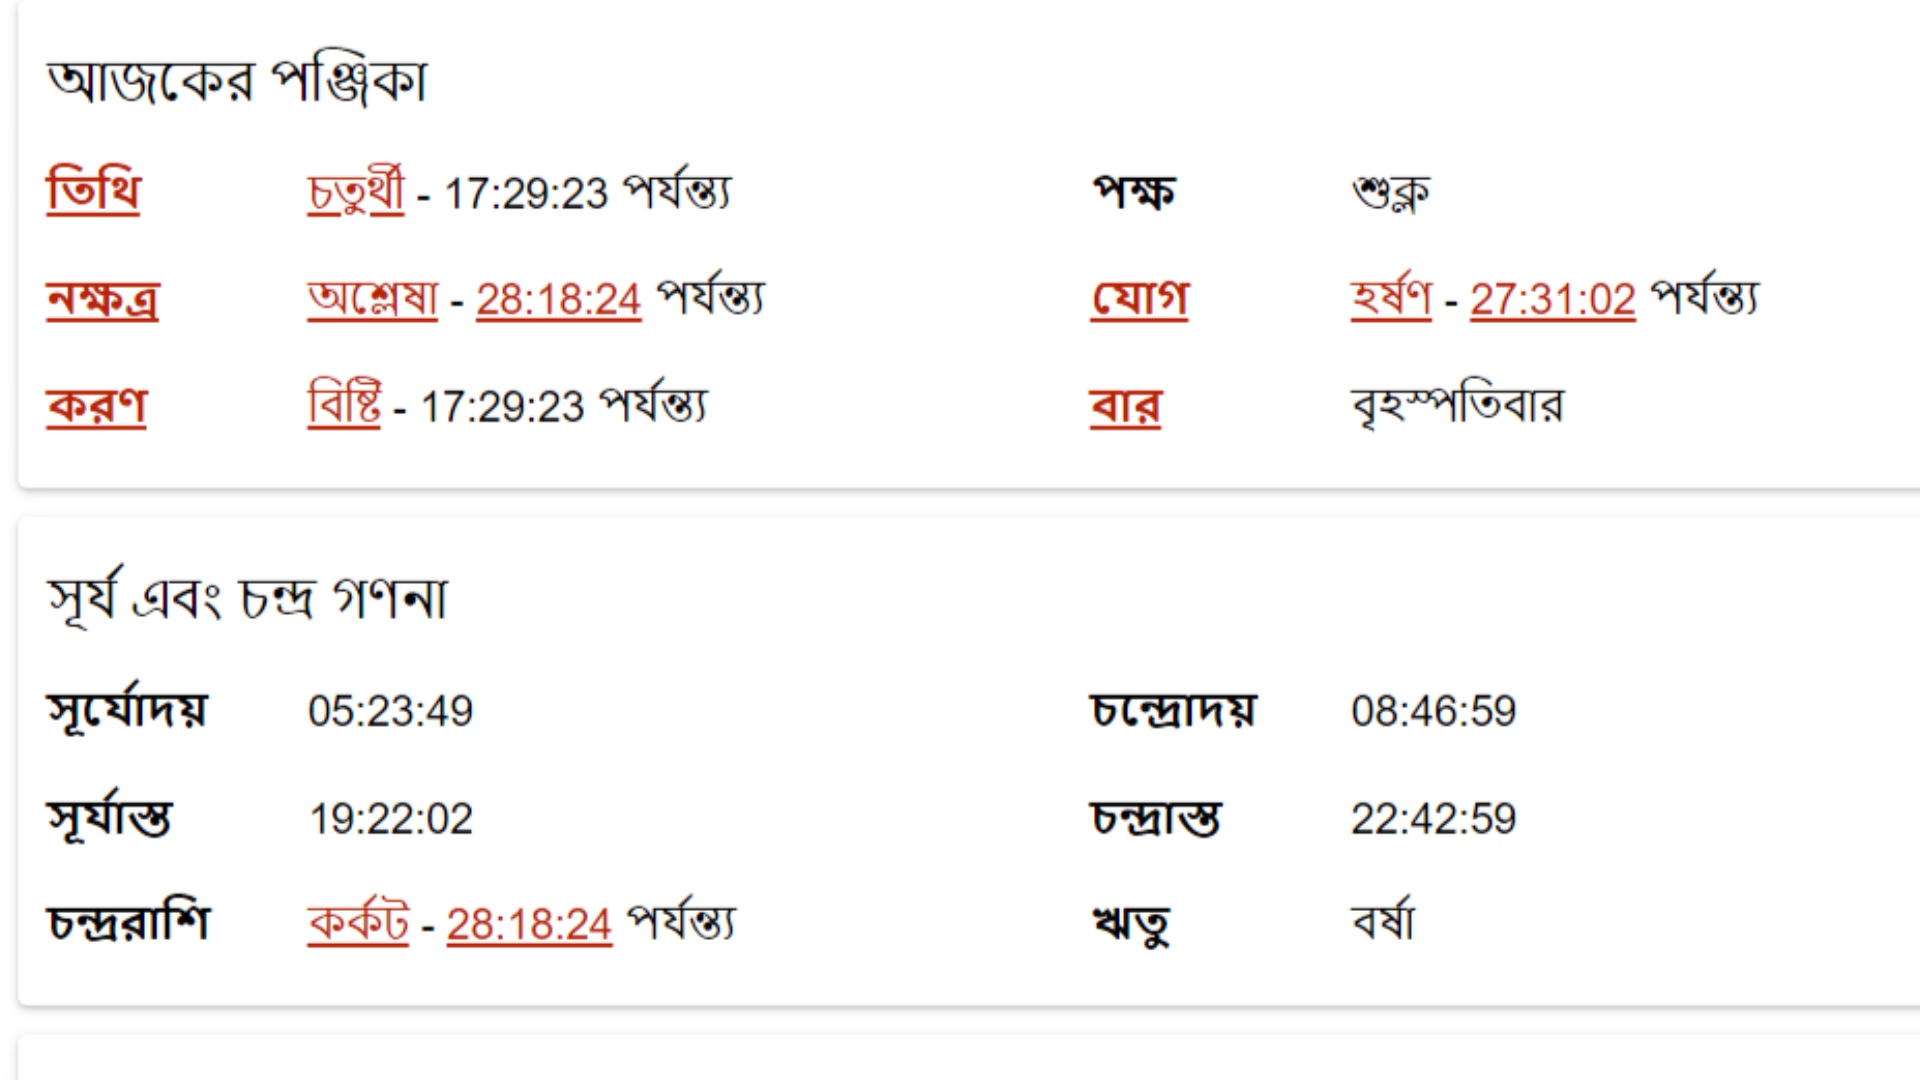 আজকের পঞ্জিকা
তিথি চতুর্থী - 17:29:23 পর্যন্ত্য পক্ষ শুক্ল
নক্ষত্র অশ্লেষা - 28:18:24 পর্যন্ত্য যোগ হর্ষণ - 27:31:02 পর্যন্ত্য
করণ বিষ্টি - 17:29:23 পর্যন্ত্য বার বৃহস্পতিবার
সূর্য এবং চন্দ্র গণনা
সূর্যোদয় 05:23:49 চন্দ্রোদয় 08:46:59
সূর্যাস্ত 19:22:02 চন্দ্রাস্ত 22:42:59
চন্দ্ররাশি কর্কট - 28:18:24 পর্যন্ত্য ঋতু বর্ষা